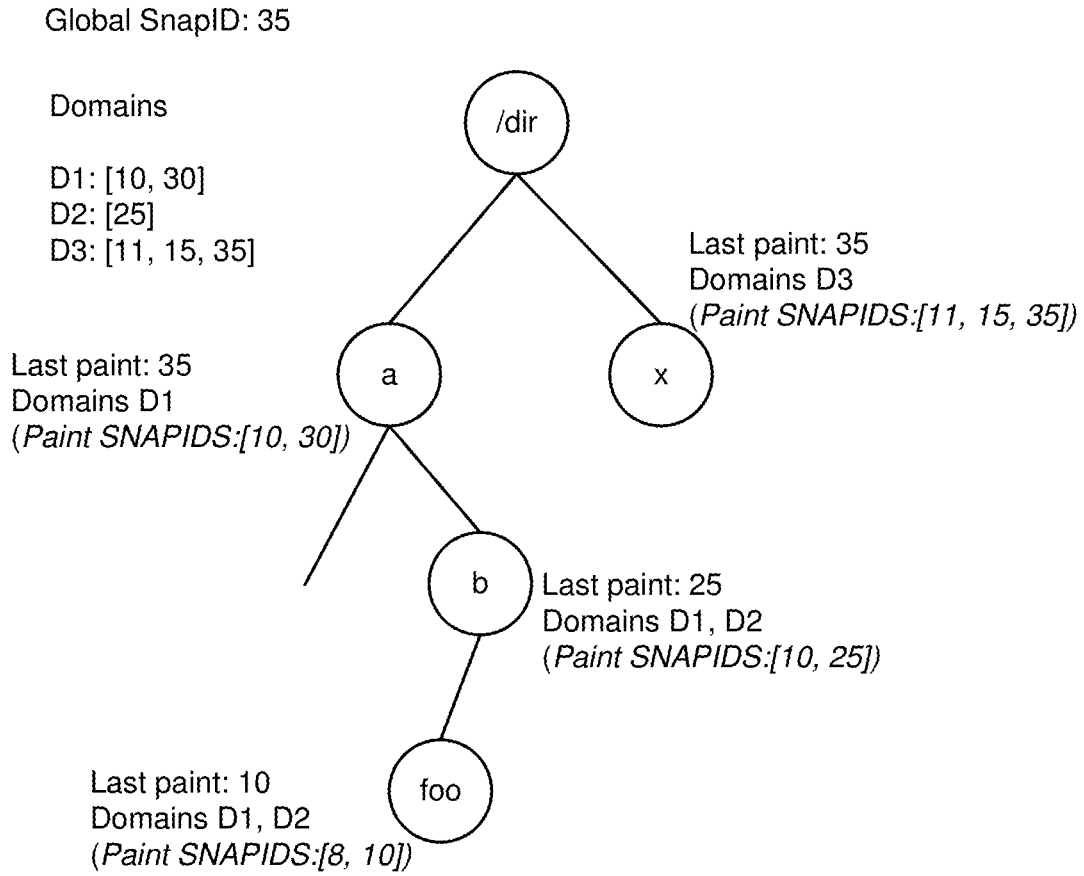 Global SnapID: 35
Domains
D1: [10, 30]
D2: [25]
D3: [11, 15, 35]
/dir
Last paint: 35
Domains D3
(Paint SNAPIDS:[11, 15, 35])
x
Last paint: 35
Domains D1
(Paint SNAPIDS:[10, 30])
a
b
Last paint: 25
Domains D1, D2
(Paint SNAPIDS:[10, 25])
foo
Last paint: 10
Domains D1, D2
(Paint SNAPIDS:[8, 10])